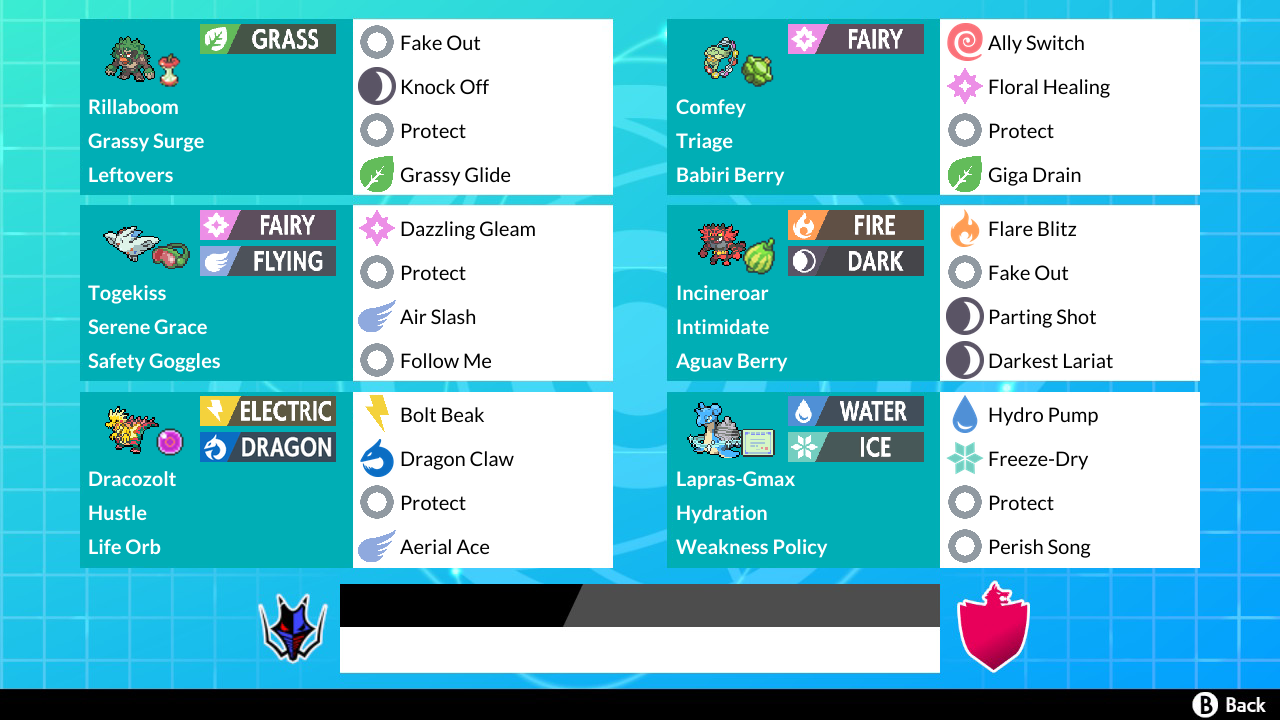 GRASS
Rillaboom
Grassy Surge
Leftovers
Fake Out
Knock Off
Protect
Grassy Glide
FAIRY
Comfey
Triage
Babiri Berry
Ally Switch
Floral Healing
Protect
Giga Drain
FAIRY
FLYING
Togekiss
Serene Grace
Safety Goggles
Dazzling Gleam
Protect
Air Slash
Follow Me
FIRE
DARK
Incineroar
Intimidate
Aguav Berry
Flare Blitz
Fake Out
Parting Shot
Darkest Lariat
ELECTRIC
DRAGON
Dracozolt
Hustle
Life Orb
Bolt Beak
Dragon Claw
Protect
Aerial Ace
WATER
ICE
Lapras-Gmax
Hydration
Weakness Policy
Hydro Pump
Freeze-Dry
Protect
Perish Song
B Back